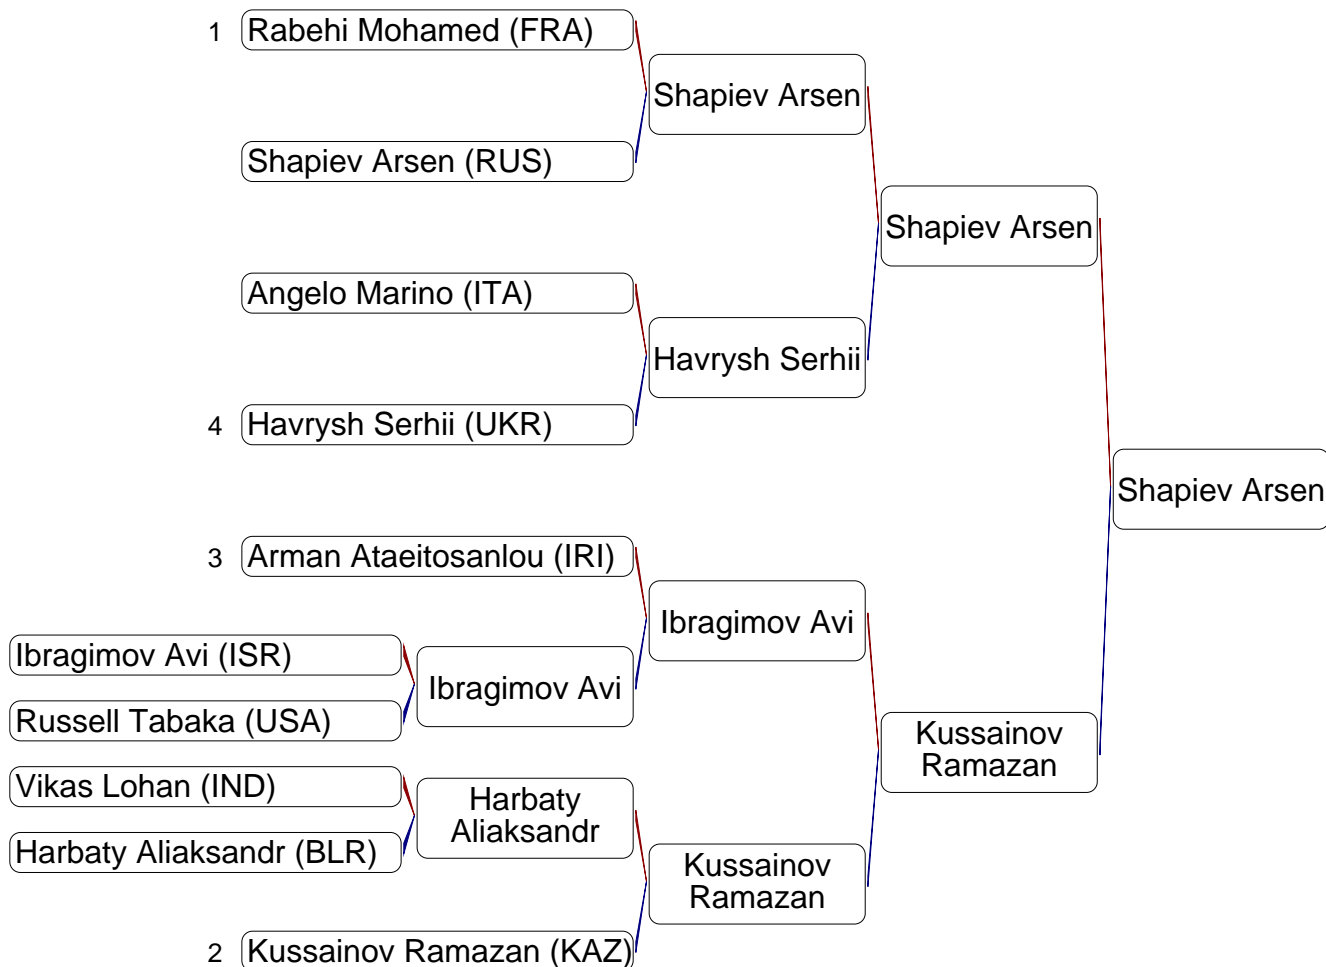 1 Rabehi Mohamed (FRA)
Shapiev Arsen
Shapiev Arsen (RUS)
Shapiev Arsen
Angelo Marino (ITA)
Havrysh Serhii
4 Havrysh Serhii (UKR)
Shapiev Arsen
3 Arman Ataeitosanlou (IRI)
Ibragimov Avi
Ibragimov Avi (ISR)
Ibragimov Avi
Russell Tabaka (USA)
Kussainov
Ramazan
Vikas Lohan (IND)
Harbaty
Aliaksandr
Harbaty Aliaksandr (BLR)
Kussainov
Ramazan
2 Kussainov Ramazan (KAZ)